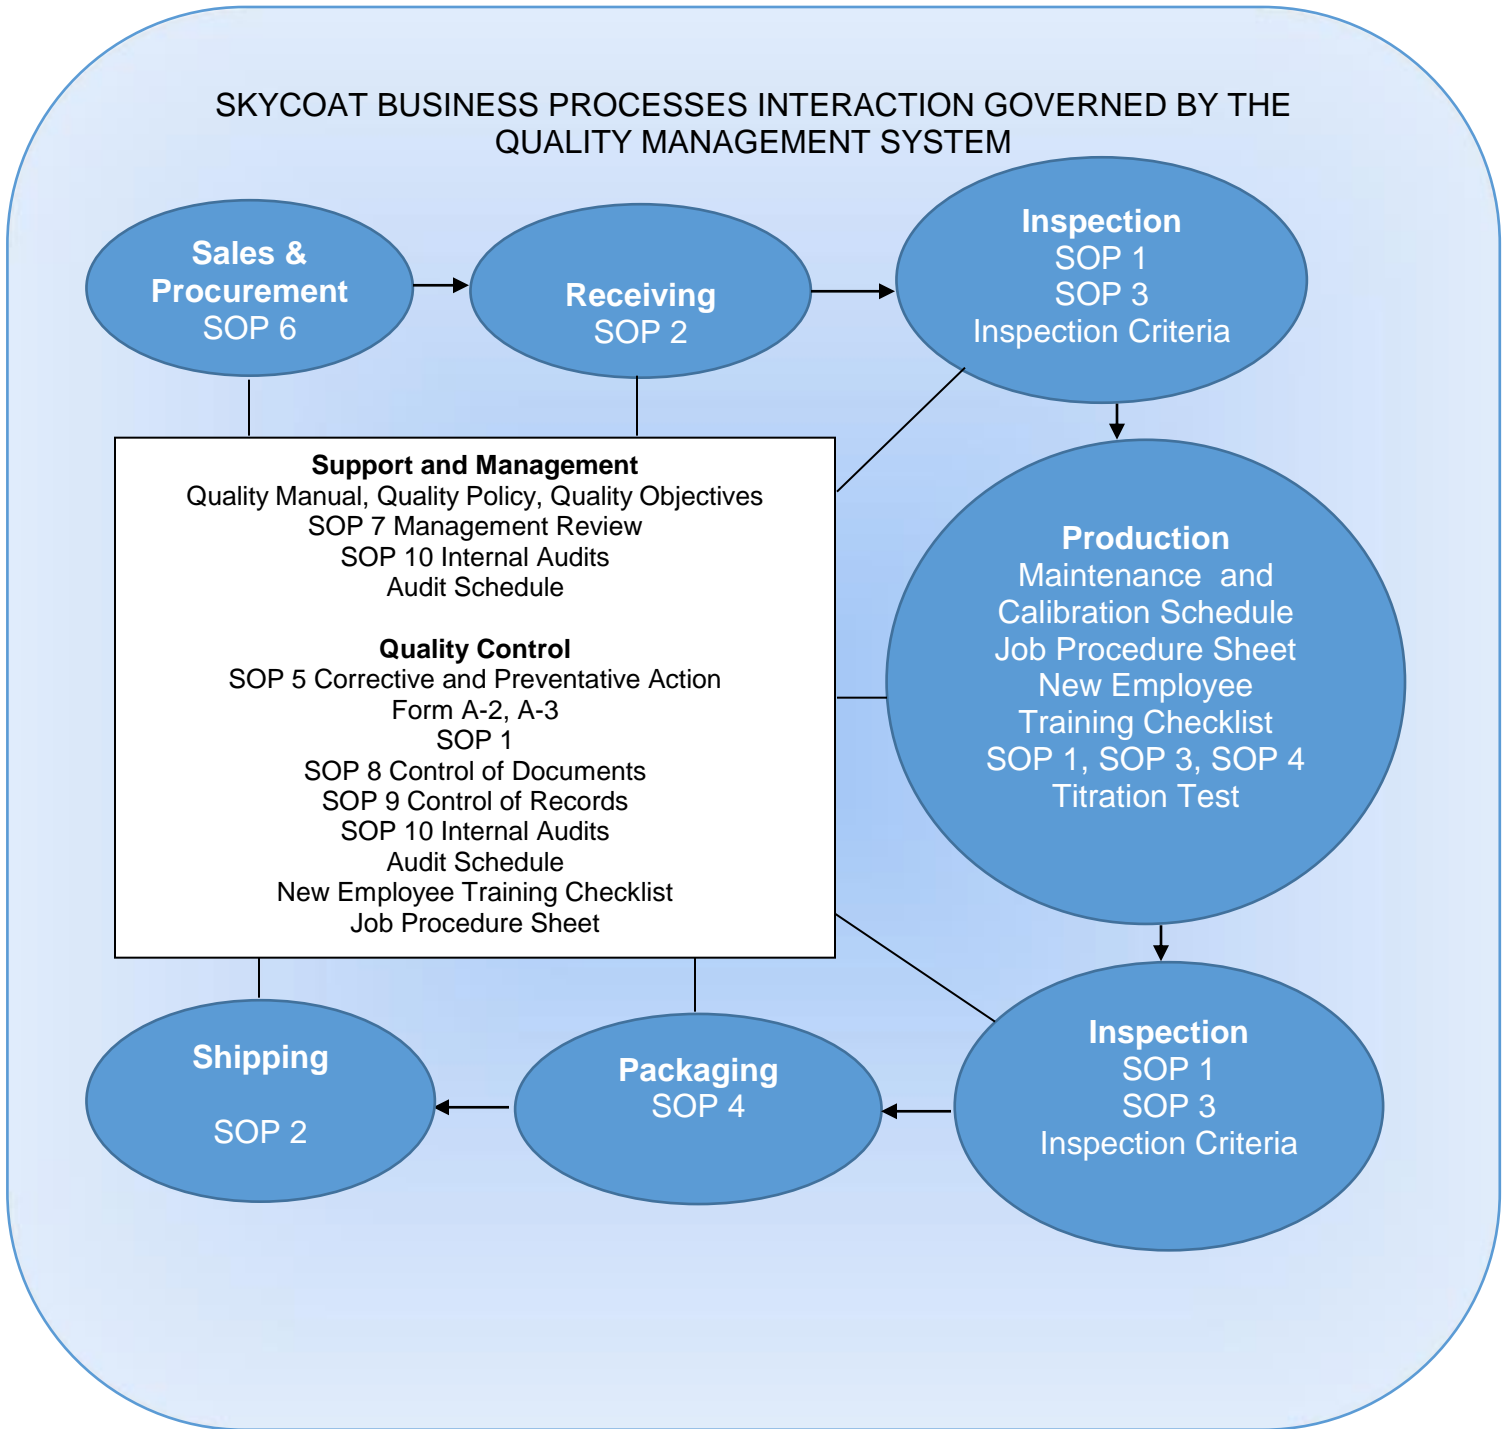 SKYCOAT BUSINESS PROCESSES INTERACTION GOVERNED BY THE
QUALITY MANAGEMENT SYSTEM
Sales &
Procurement
SOP 6
Receiving
SOP 2
Inspection
SOP 1
SOP 3
Inspection Criteria
Support and Management
Quality Manual, Quality Policy, Quality Objectives
SOP 7 Management Review
SOP 10 Internal Audits
Audit Schedule
Quality Control
SOP 5 Corrective and Preventative Action
Form A-2, A-3
SOP 1
SOP 8 Control of Documents
SOP 9 Control of Records
SOP 10 Internal Audits
Audit Schedule
New Employee Training Checklist
Job Procedure Sheet
Production
Maintenance and
Calibration Schedule
Job Procedure Sheet
New Employee
Training Checklist
SOP 1, SOP 3, SOP 4
Titration Test
Inspection
SOP 1
SOP 3
Inspection Criteria
Packaging
SOP 4
Shipping
SOP 2